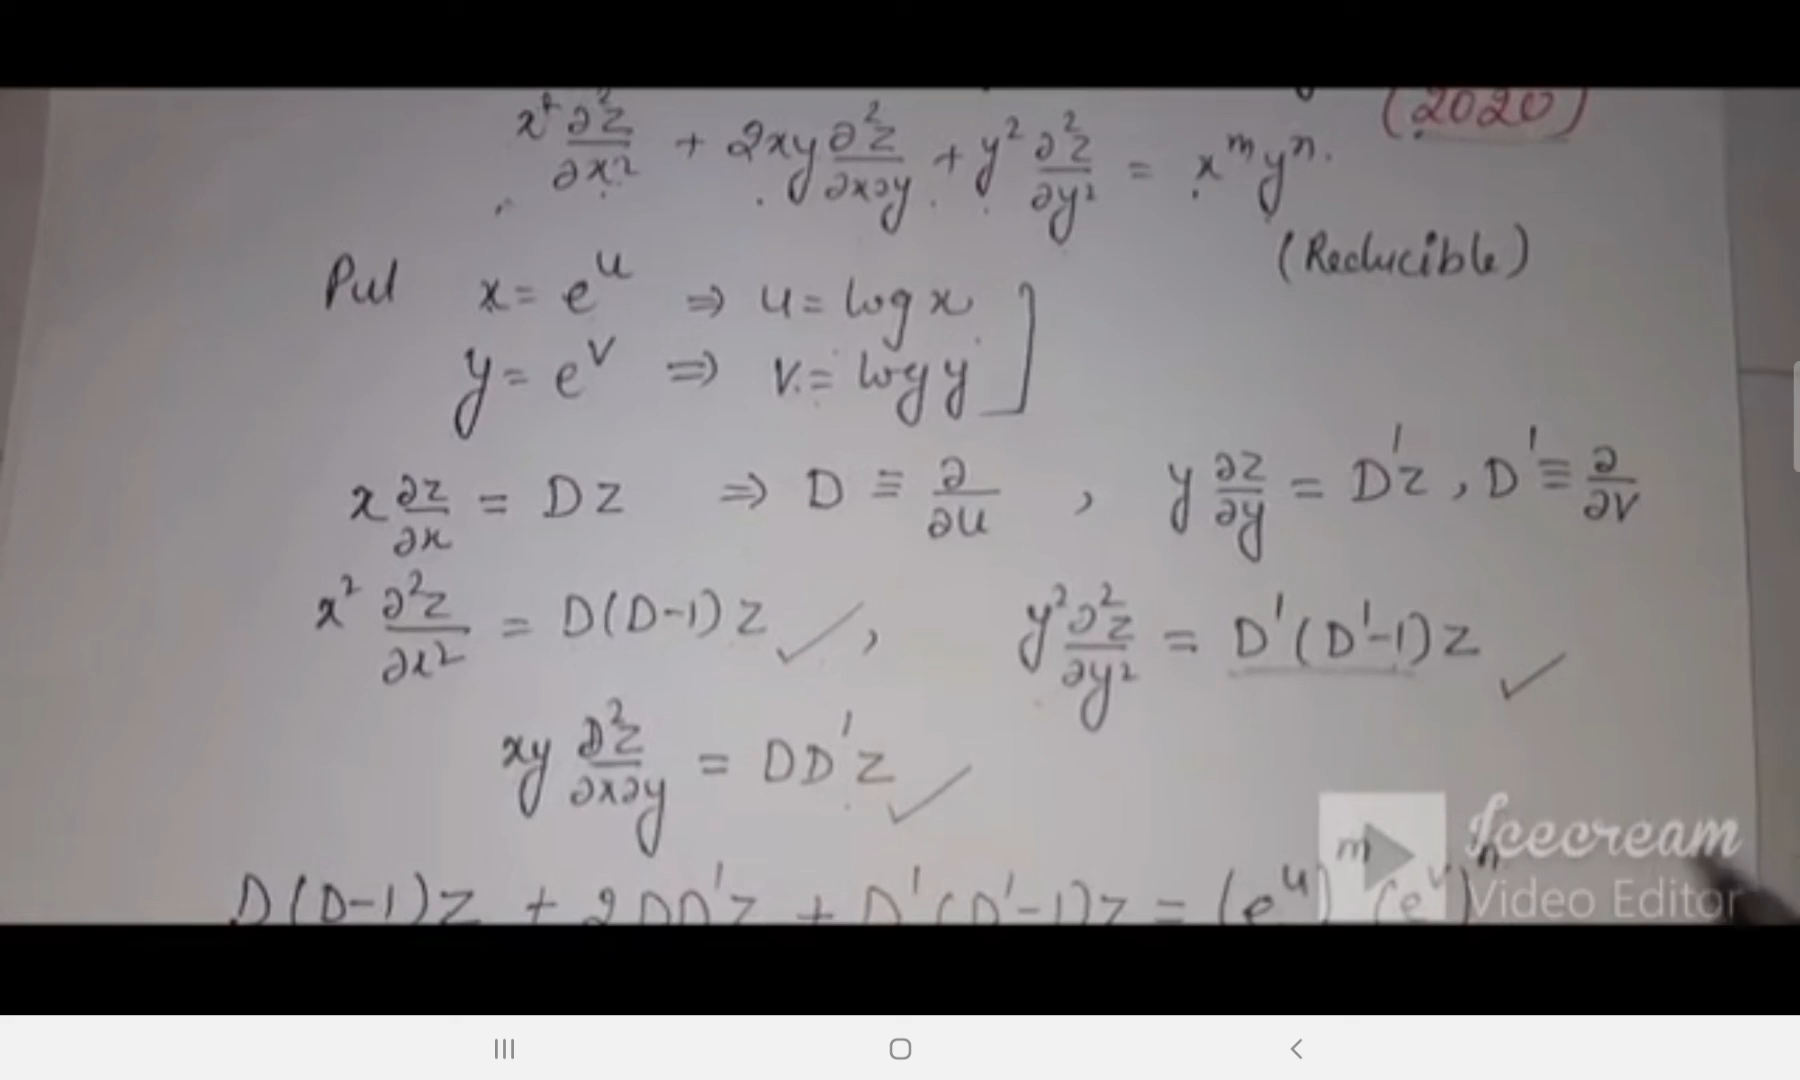 (2020)
x² ∂²z/∂x² + 2xy ∂²z/∂x∂y + y² ∂²z/∂y² = xᵐyⁿ.
(Reducible)
Put x = eᵘ ⇒ u = log x
y = eᵛ ⇒ v = log y
x ∂z/∂x = Dz ⇒ D ≡ ∂/∂u , y ∂z/∂y = D'z , D' ≡ ∂/∂v
x² ∂²z/∂x² = D(D-1)z ✓, y² ∂²z/∂y² = D'(D'-1)z ✓
xy D²z/∂x∂y = DD'z ✓
D(D-1)z + 2DD'z + D'(D'-1)z = (eᵘ)ᵐ (eᵛ)ⁿ
Icecream
Video Editor